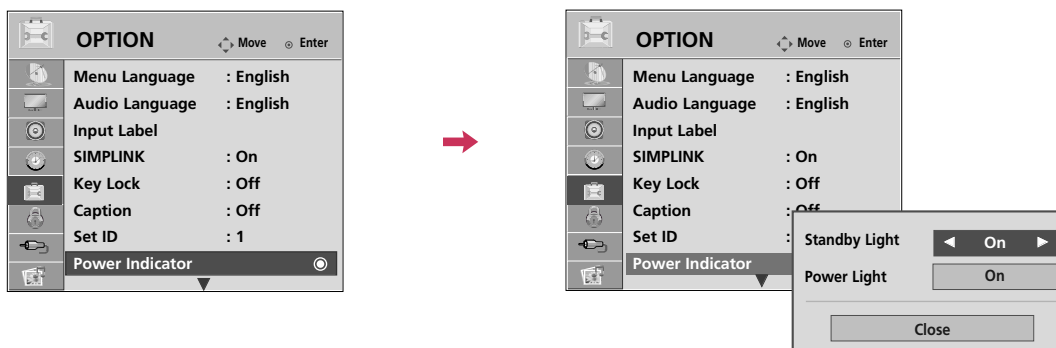 OPTION Move Enter
Menu Language : English
Audio Language : English
Input Label
SIMPLINK : On
Key Lock : Off
Caption : Off
Set ID : 1
Power Indicator
OPTION Move Enter
Menu Language : English
Audio Language : English
Input Label
SIMPLINK : On
Key Lock : Off
Caption : Off
Set ID :
Power Indicator
Standby Light On
Power Light On
Close